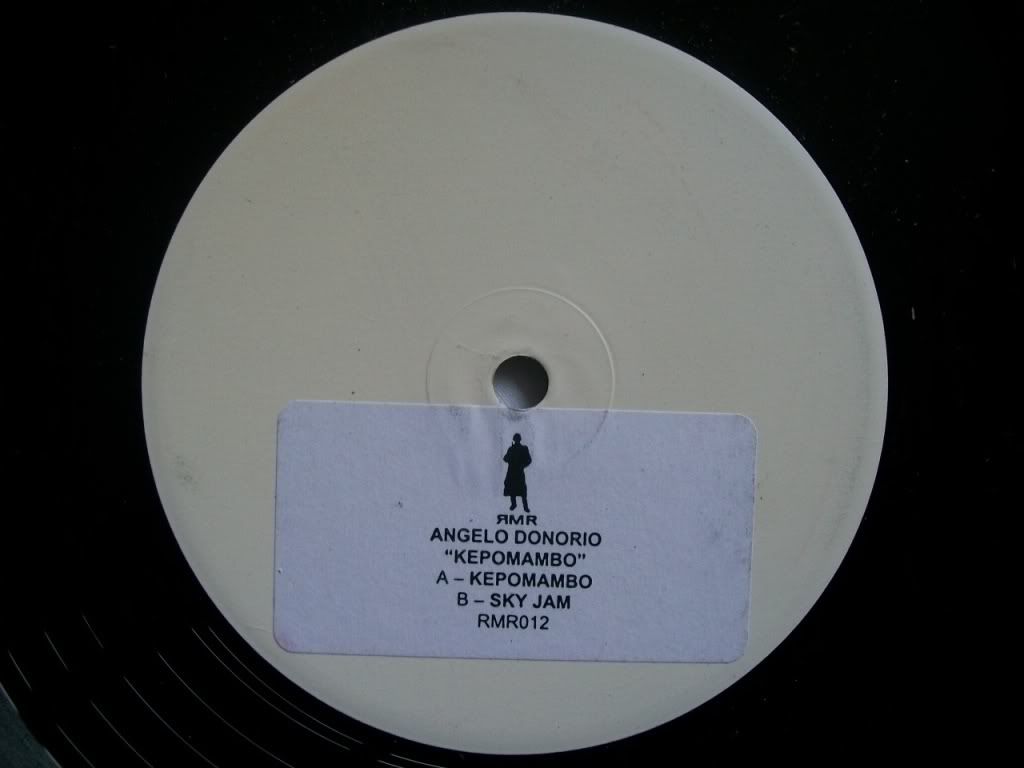 ЯMR
ANGELO DONORIO
“KEPOMAMBO”
A – KEPOMAMBO
B – SKY JAM
RMR012